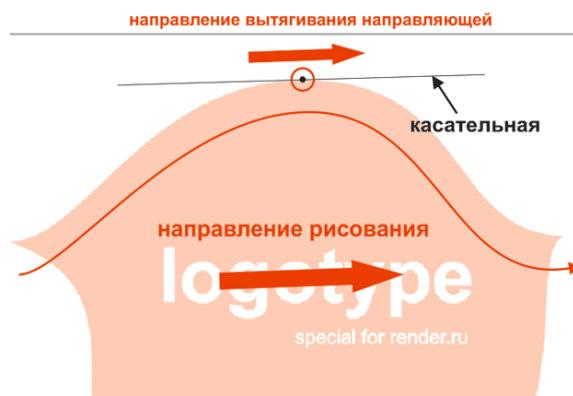 направление вытягивания направляющей
касательная
направление рисования
logotype
special for render.ru